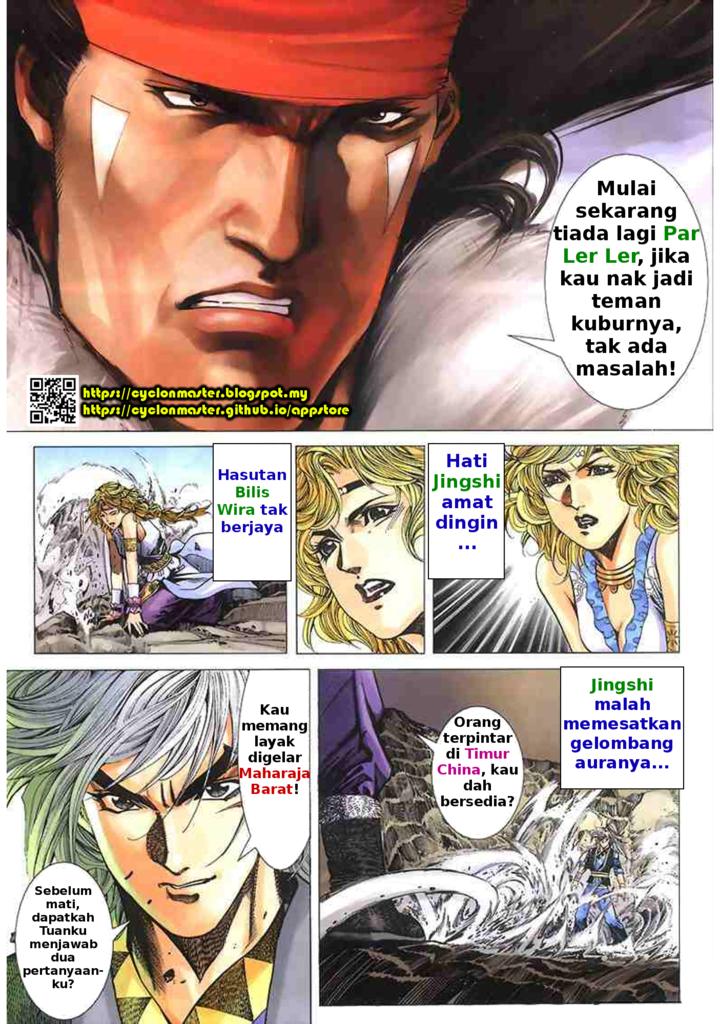 Mulai
sekarang
tiada lagi Par
Ler Ler, jika
kau nak jadi
teman
kuburnya,
tak ada
masalah!
https://cyclonmaster.blogspot.my
https://cyclonmaster.github.io/appstore
Hasutan
Bilis
Wira tak
berjaya
Hati
Jingshi
amat
dingin
...
Kau
memang
layak
digelar
Maharaja
Barat!
Sebelum
mati,
dapatkah
Tuanku
menjawab
dua
pertanyaan-
ku?
Orang
terpintar
di Timur
China, kau
dah
bersedia?
Jingshi
malah
memesatkan
gelombang
auranya...